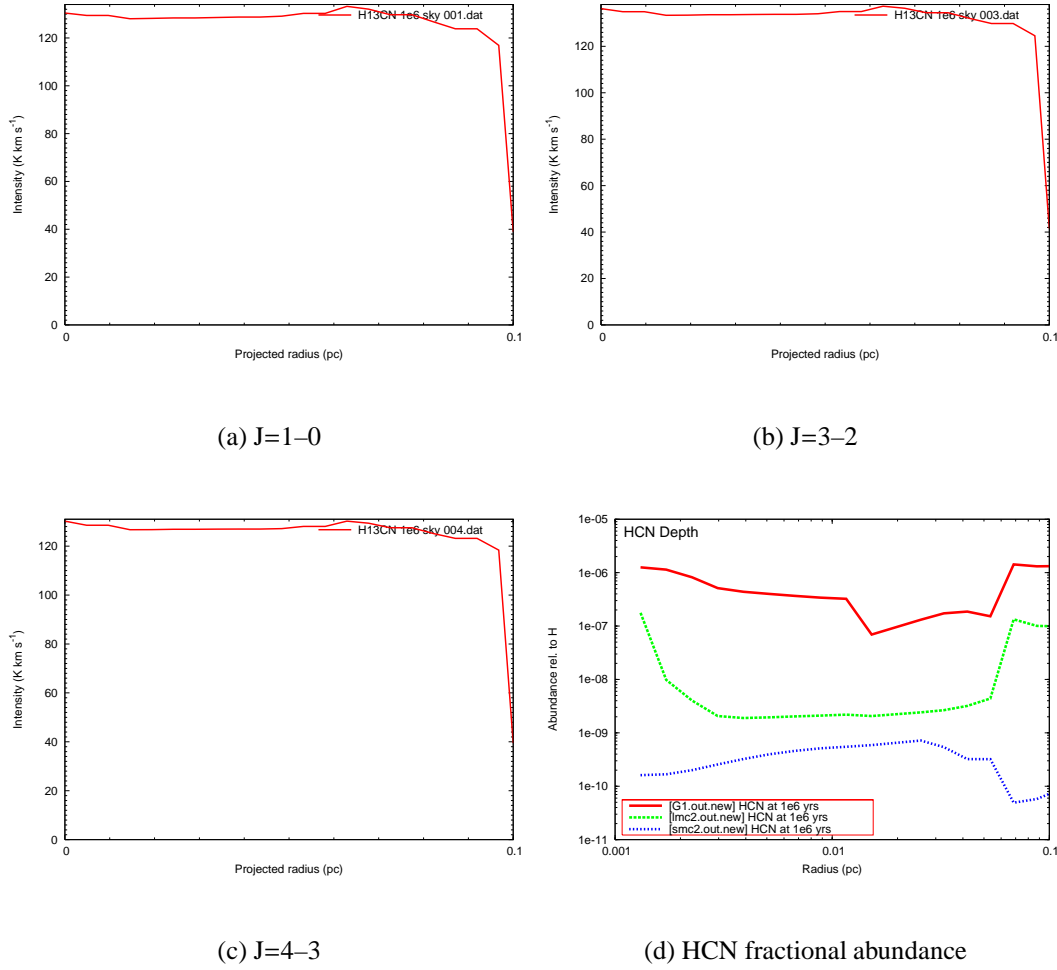 H13CN 1e6 sky 001.dat
120
100
80
60
40
20
0
0
0.1
Intensity (K km s⁻¹)
Projected radius (pc)
(a) J=1–0
H13CN 1e6 sky 003.dat
120
100
80
60
40
20
0
0
0.1
Intensity (K km s⁻¹)
Projected radius (pc)
(b) J=3–2
H13CN 1e6 sky 004.dat
120
100
80
60
40
20
0
0
0.1
Intensity (K km s⁻¹)
Projected radius (pc)
(c) J=4–3
HCN Depth
1e-05
1e-06
1e-07
1e-08
1e-09
1e-10
1e-11
0.001
0.01
0.1
Abundance rel. to H
Radius (pc)
[G1.out.new] HCN at 1e6 yrs
[lmc2.out.new] HCN at 1e6 yrs
[smc2.out.new] HCN at 1e6 yrs
(d) HCN fractional abundance